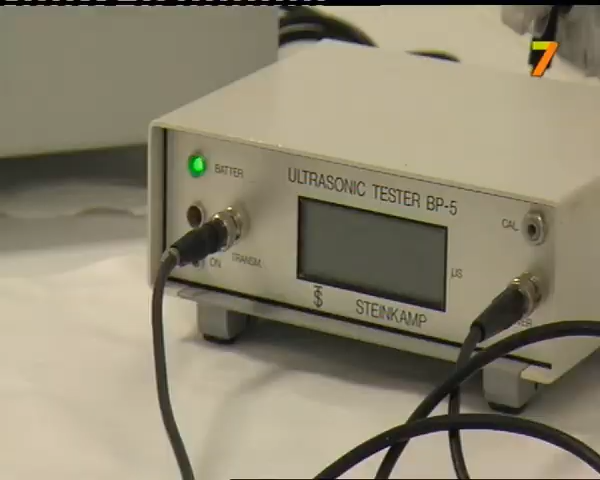 7
BATTER
ULTRASONIC TESTER BP-5
CAL
ON
TRANSM.
µS
STEINKAMP